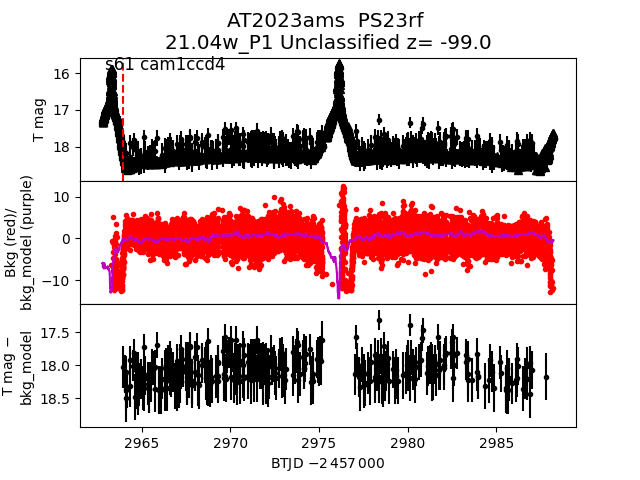 AT2023ams  PS23rf
21.04w_P1 Unclassified z= -99.0
s61 cam1ccd4
16
17
18
T mag
10
0
−10
Bkg (red)/
bkg_model (purple)
17.5
18.0
18.5
T mag −
bkg_model
2965
2970
2975
2980
2985
BTJD −2 457 000